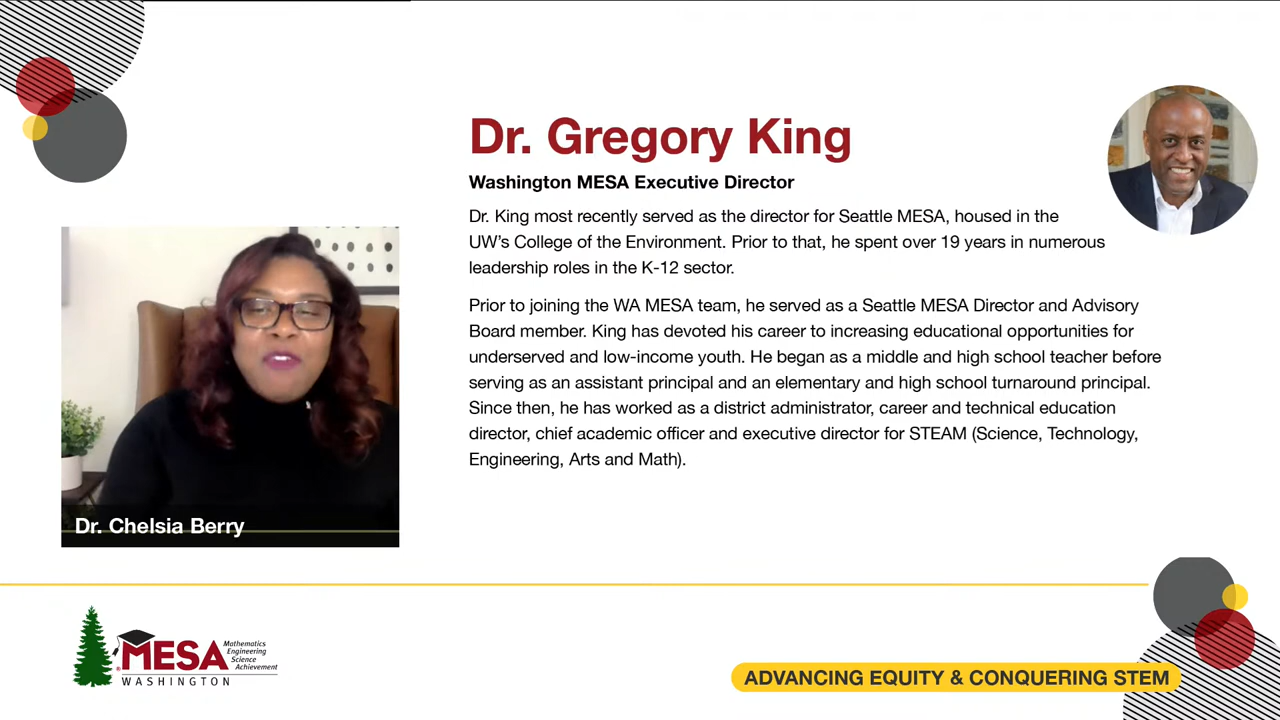 Dr. Gregory King
Washington MESA Executive Director
Dr. King most recently served as the director for Seattle MESA, housed in the
UW's College of the Environment. Prior to that, he spent over 19 years in numerous
leadership roles in the K-12 sector.
Prior to joining the WA MESA team, he served as a Seattle MESA Director and Advisory
Board member. King has devoted his career to increasing educational opportunities for
underserved and low-income youth. He began as a middle and high school teacher before
serving as an assistant principal and an elementary and high school turnaround principal.
Since then, he has worked as a district administrator, career and technical education
director, chief academic officer and executive director for STEAM (Science, Technology,
Engineering, Arts and Math).
Dr. Chelsia Berry
MESA
Mathematics
Engineering
Science
Achievement
WASHINGTON
ADVANCING EQUITY & CONQUERING STEM